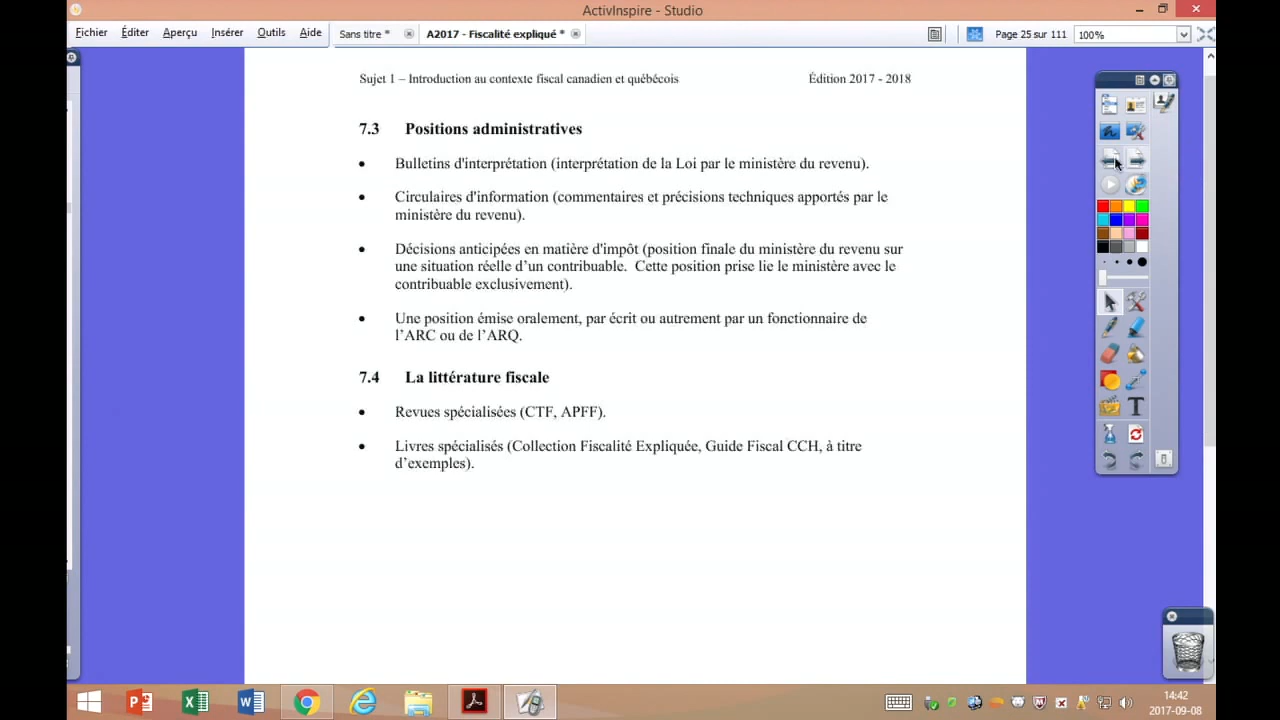 ActivInspire - Studio
Fichier Éditer Aperçu Insérer Outils Aide
Sans titre * A2017 - Fiscalité expliqué *
Page 25 sur 111 100%
Sujet 1 – Introduction au contexte fiscal canadien et québécois Édition 2017 - 2018
7.3 Positions administratives
• Bulletins d'interprétation (interprétation de la Loi par le ministère du revenu).
• Circulaires d'information (commentaires et précisions techniques apportés par le
ministère du revenu).
• Décisions anticipées en matière d'impôt (position finale du ministère du revenu sur
une situation réelle d’un contribuable. Cette position prise lie le ministère avec le
contribuable exclusivement).
• Une position émise oralement, par écrit ou autrement par un fonctionnaire de
l’ARC ou de l’ARQ.
7.4 La littérature fiscale
• Revues spécialisées (CTF, APFF).
• Livres spécialisés (Collection Fiscalité Expliquée, Guide Fiscal CCH, à titre
d’exemples).
14:42
2017-09-08